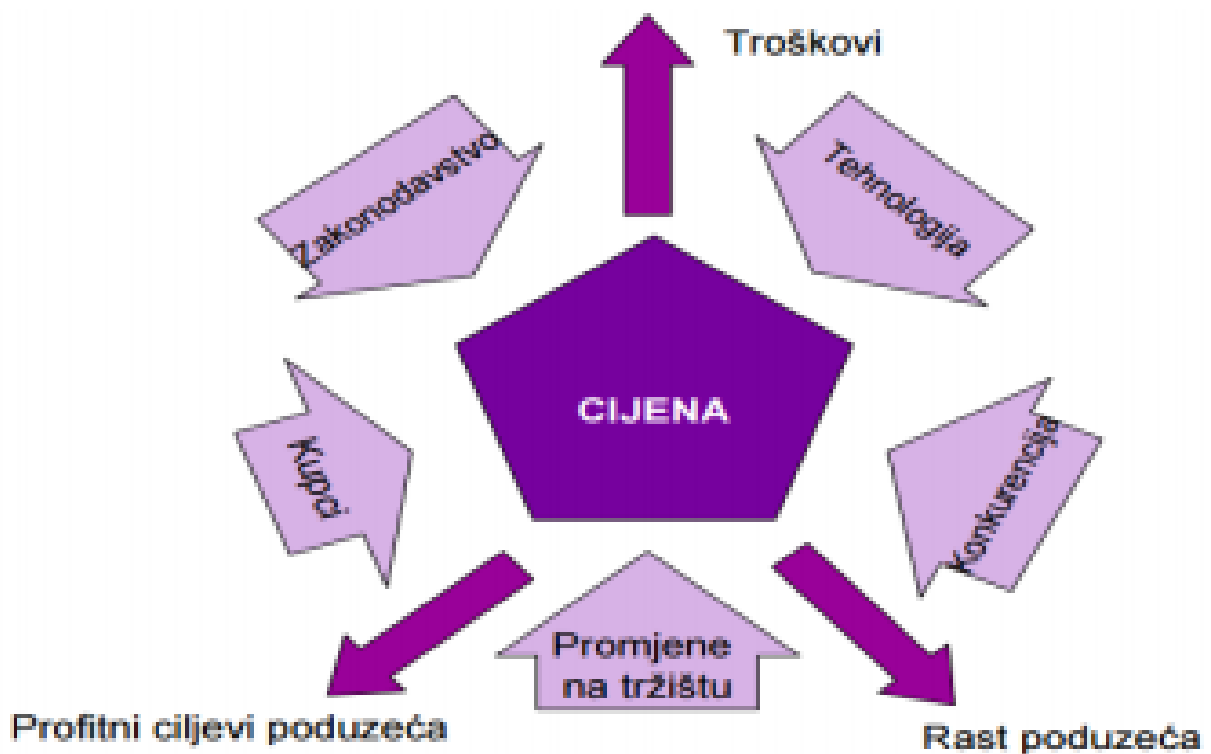 Troškovi
Zakonodavstvo
Tehnologija
CIJENA
Kupci
Konkurencija
Promjene
na tržištu
Profitni ciljevi poduzeća
Rast poduzeća